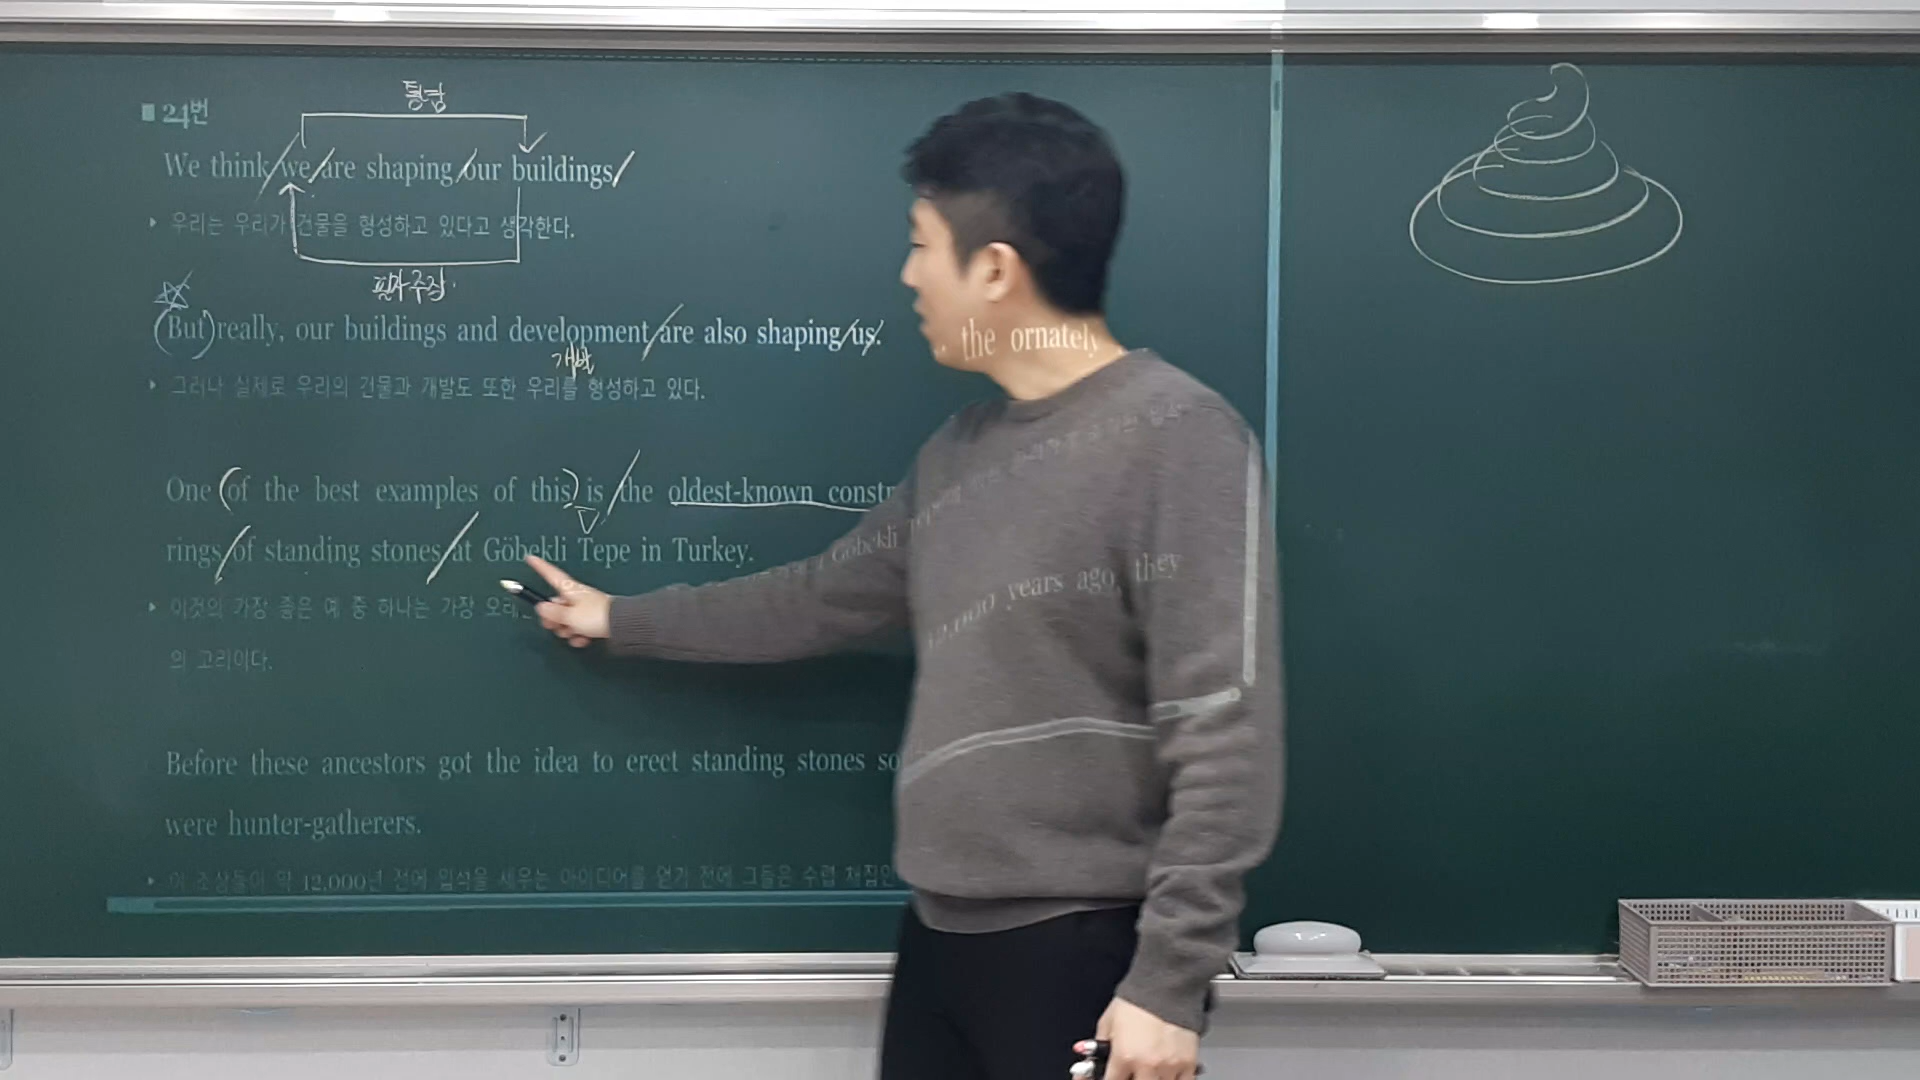 ■ 24번
통념
We think we are shaping our buildings
▸ 우리는 우리가 건물을 형성하고 있다고 생각한다.
필자 주장.
(But) really, our buildings and development are also shaping us.
개발
▸ 그러나 실제로 우리의 건물과 개발도 또한 우리를 형성하고 있다.
One (of the best examples of this) is the oldest-known constr
the ornately
rings of standing stones at Göbekli Tepe in Turkey.
▸ 이것의 가장 좋은 예 중 하나는 가장 오래
Göbekli
의 고리이다.
Before these ancestors got the idea to erect standing stones so
12,000 years ago, they
were hunter-gatherers.
▸ 이 조상들이 약 12,000년 전에 입석을 세우는 아이디어를 얻기 전에 그들은 수렵 채집인